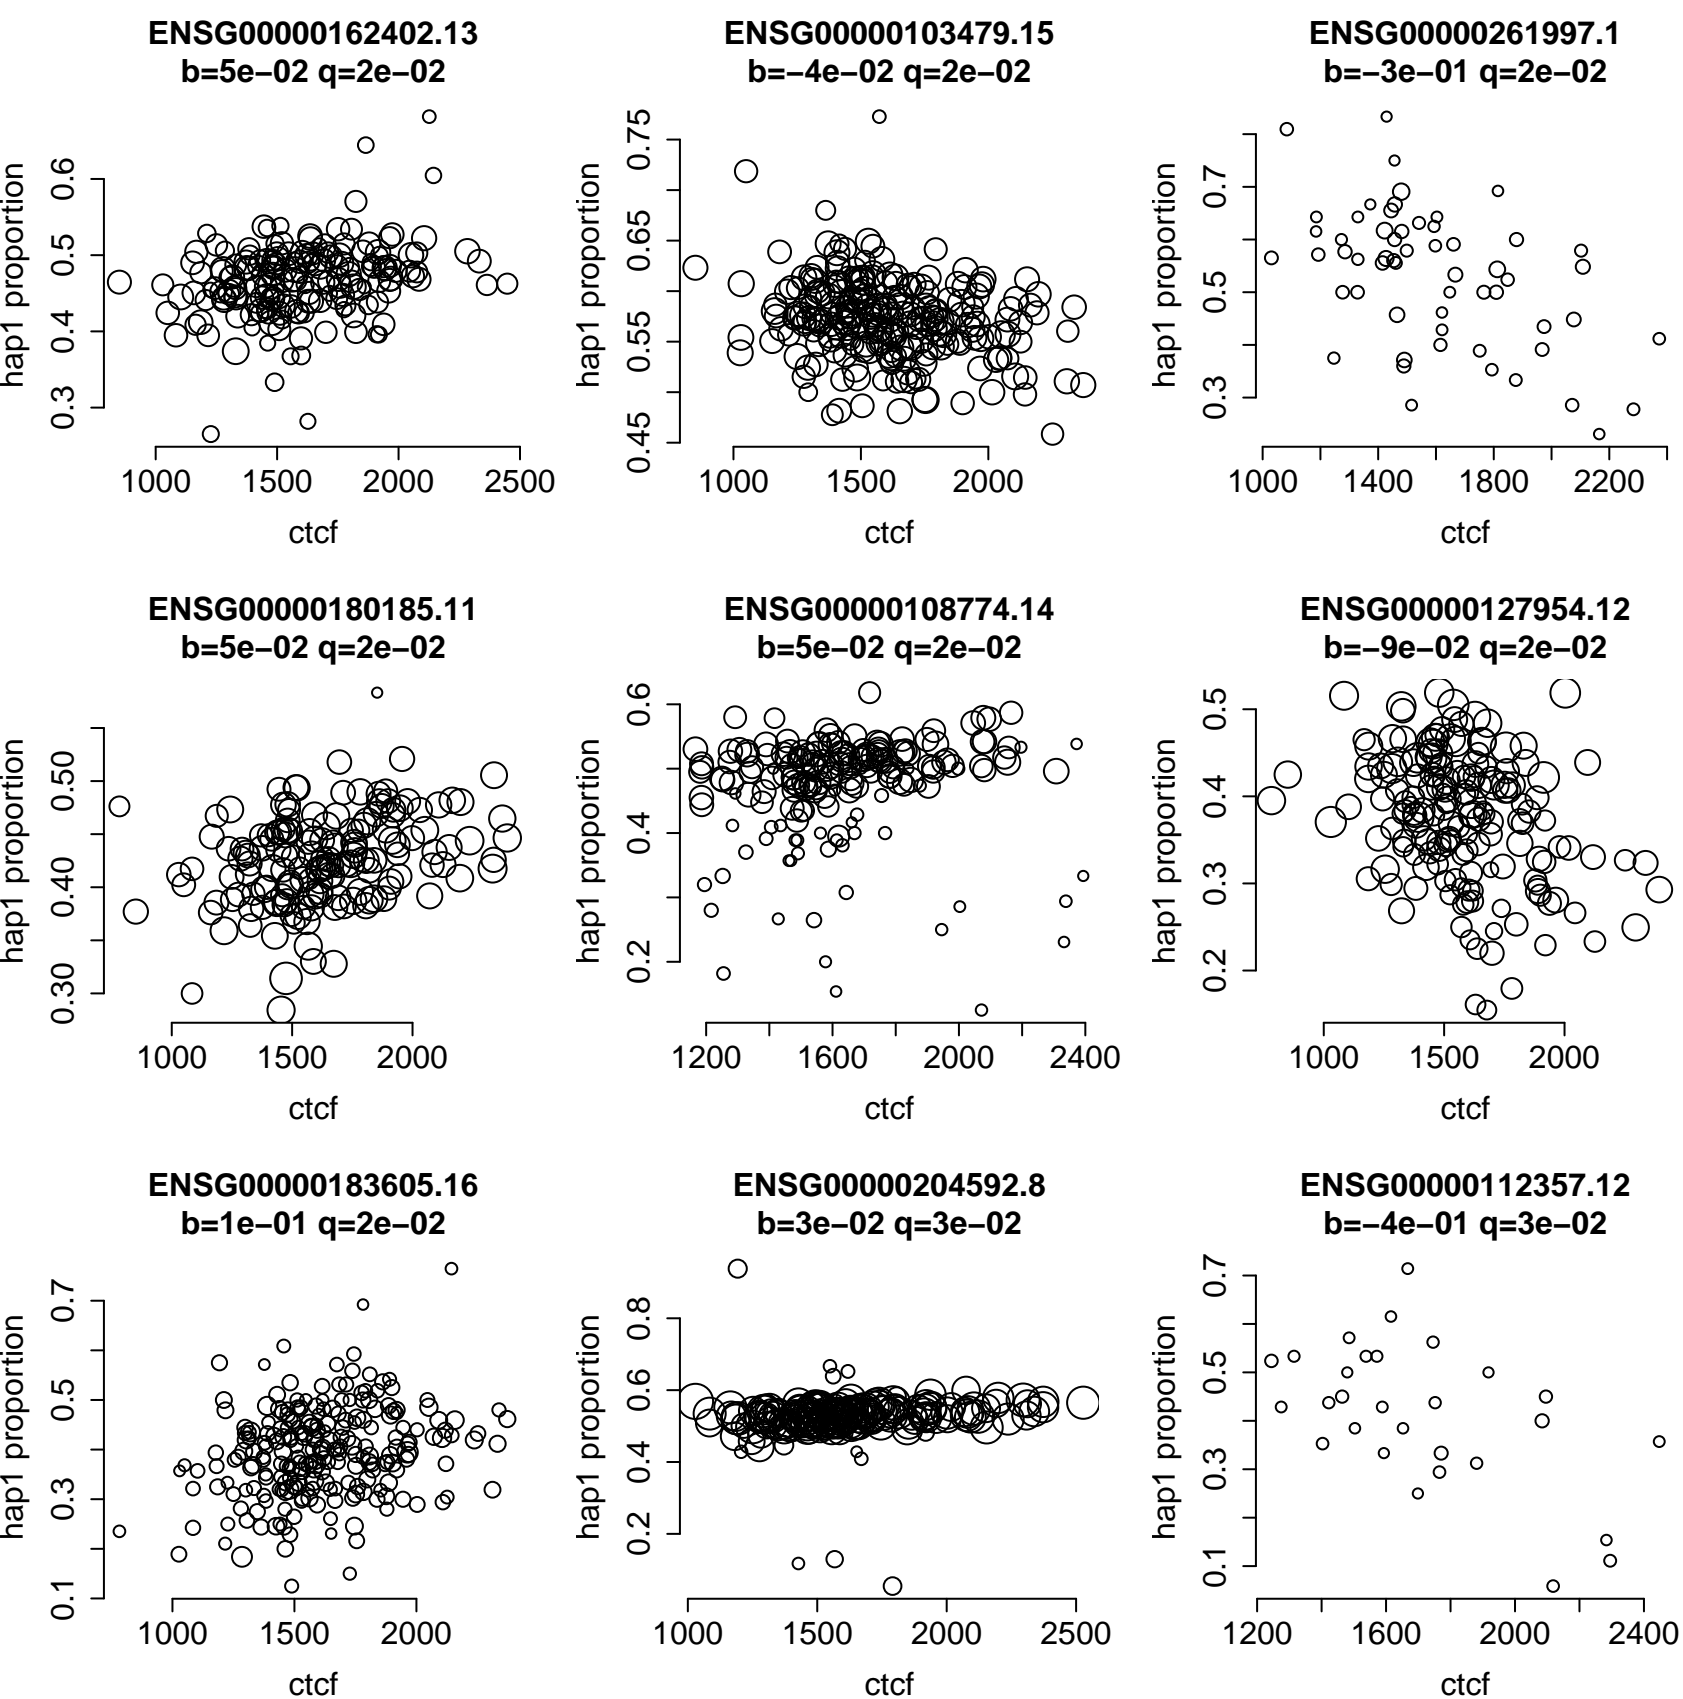 ENSG00000162402.13
b=5e−02 q=2e−02
hap1 proportion
0.3 0.4 0.5 0.6
1000 1500 2000 2500
ctcf
ENSG00000103479.15
b=−4e−02 q=2e−02
hap1 proportion
0.45 0.55 0.65 0.75
1000 1500 2000
ctcf
ENSG00000261997.1
b=−3e−01 q=2e−02
hap1 proportion
0.3 0.5 0.7
1000 1400 1800 2200
ctcf
ENSG00000180185.11
b=5e−02 q=2e−02
hap1 proportion
0.30 0.40 0.50
1000 1500 2000
ctcf
ENSG00000108774.14
b=5e−02 q=2e−02
hap1 proportion
0.2 0.4 0.6
1200 1600 2000 2400
ctcf
ENSG00000127954.12
b=−9e−02 q=2e−02
hap1 proportion
0.2 0.3 0.4 0.5
1000 1500 2000
ctcf
ENSG00000183605.16
b=1e−01 q=2e−02
hap1 proportion
0.1 0.3 0.5 0.7
1000 1500 2000
ctcf
ENSG00000204592.8
b=3e−02 q=3e−02
hap1 proportion
0.2 0.4 0.6 0.8
1000 1500 2000 2500
ctcf
ENSG00000112357.12
b=−4e−01 q=3e−02
hap1 proportion
0.1 0.3 0.5 0.7
1200 1600 2000 2400
ctcf